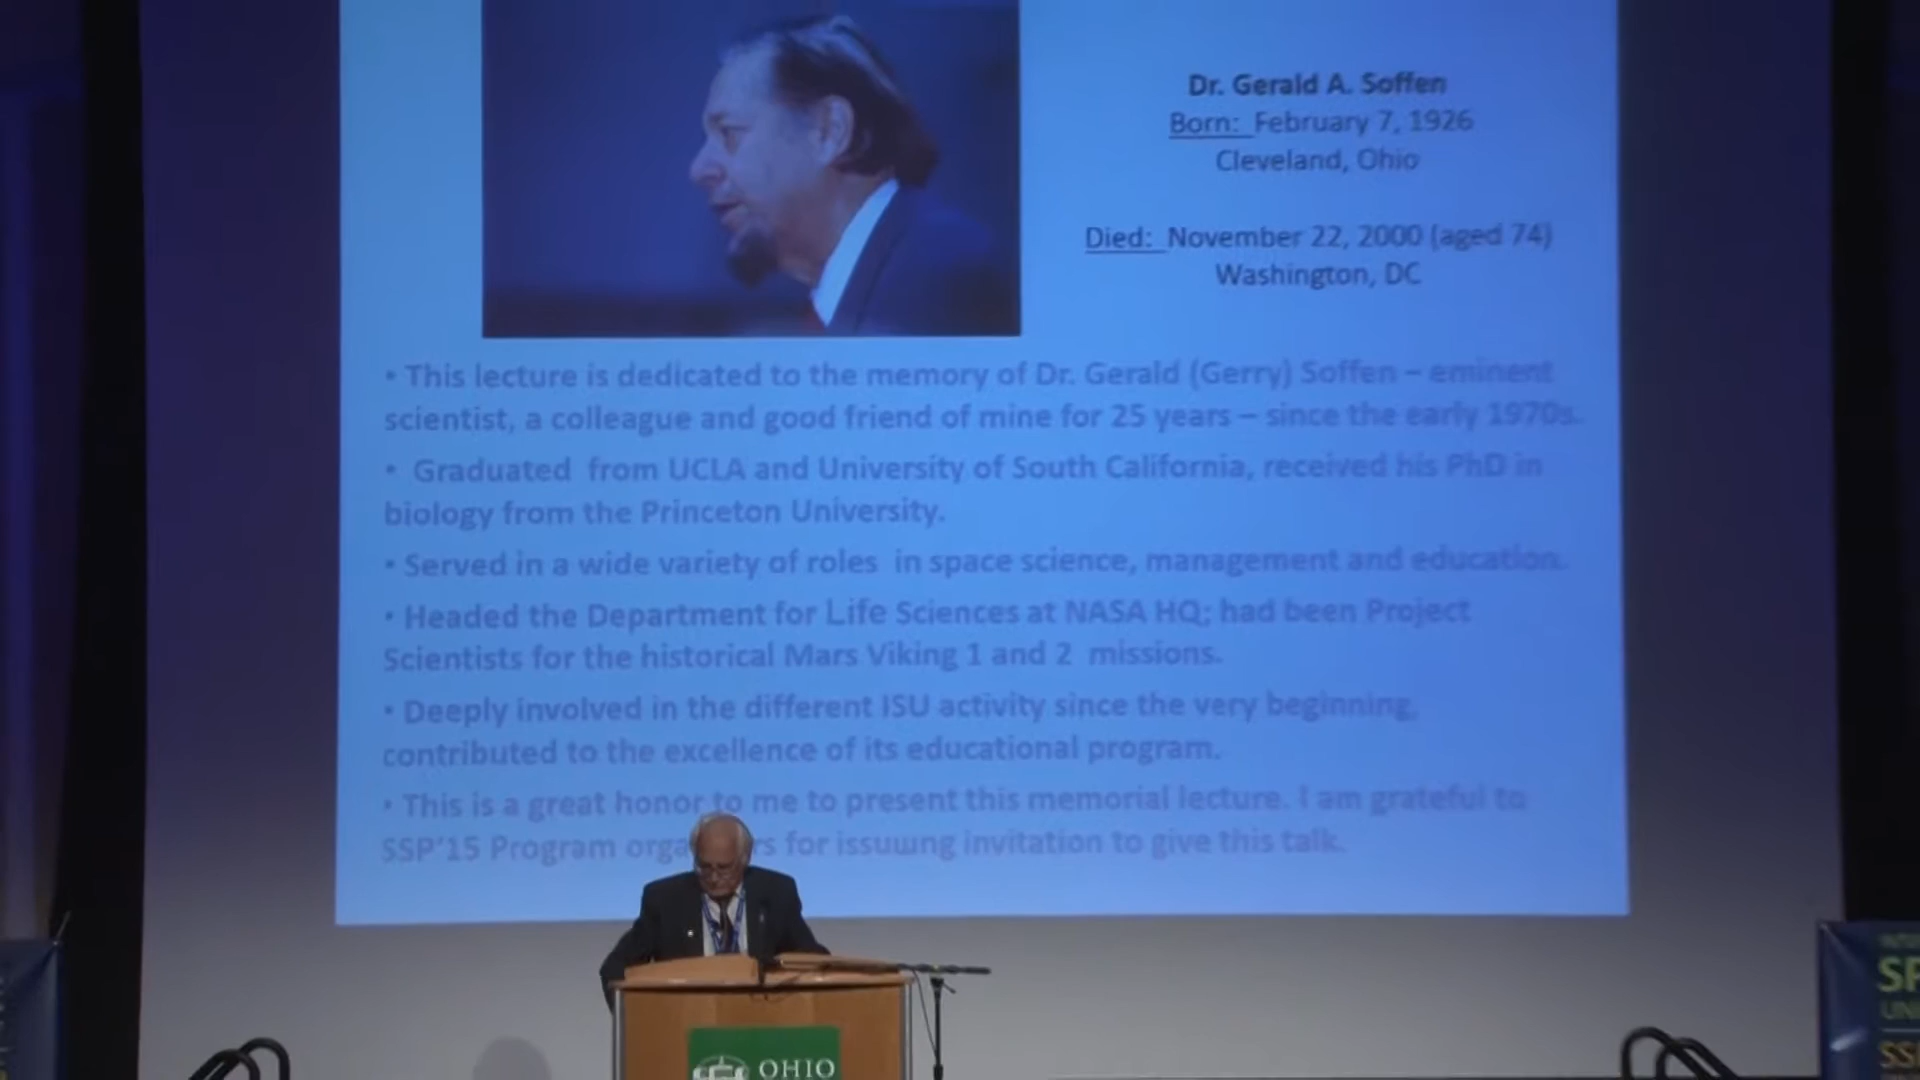 Dr. Gerald A. Soffen
Born: February 7, 1926
Cleveland, Ohio
Died: November 22, 2000 (aged 74)
Washington, DC
• This lecture is dedicated to the memory of Dr. Gerald (Gerry) Soffen – eminent
scientist, a colleague and good friend of mine for 25 years – since the early 1970s.
• Graduated from UCLA and University of South California, received his PhD in
biology from the Princeton University.
• Served in a wide variety of roles in space science, management and education.
• Headed the Department for Life Sciences at NASA HQ; had been Project
Scientists for the historical Mars Viking 1 and 2 missions.
• Deeply involved in the different ISU activity since the very beginning,
contributed to the excellence of its educational program.
• This is a great honor to me to present this memorial lecture. I am grateful to
SSP'15 Program for issuing invitation to give this talk.
OHIO